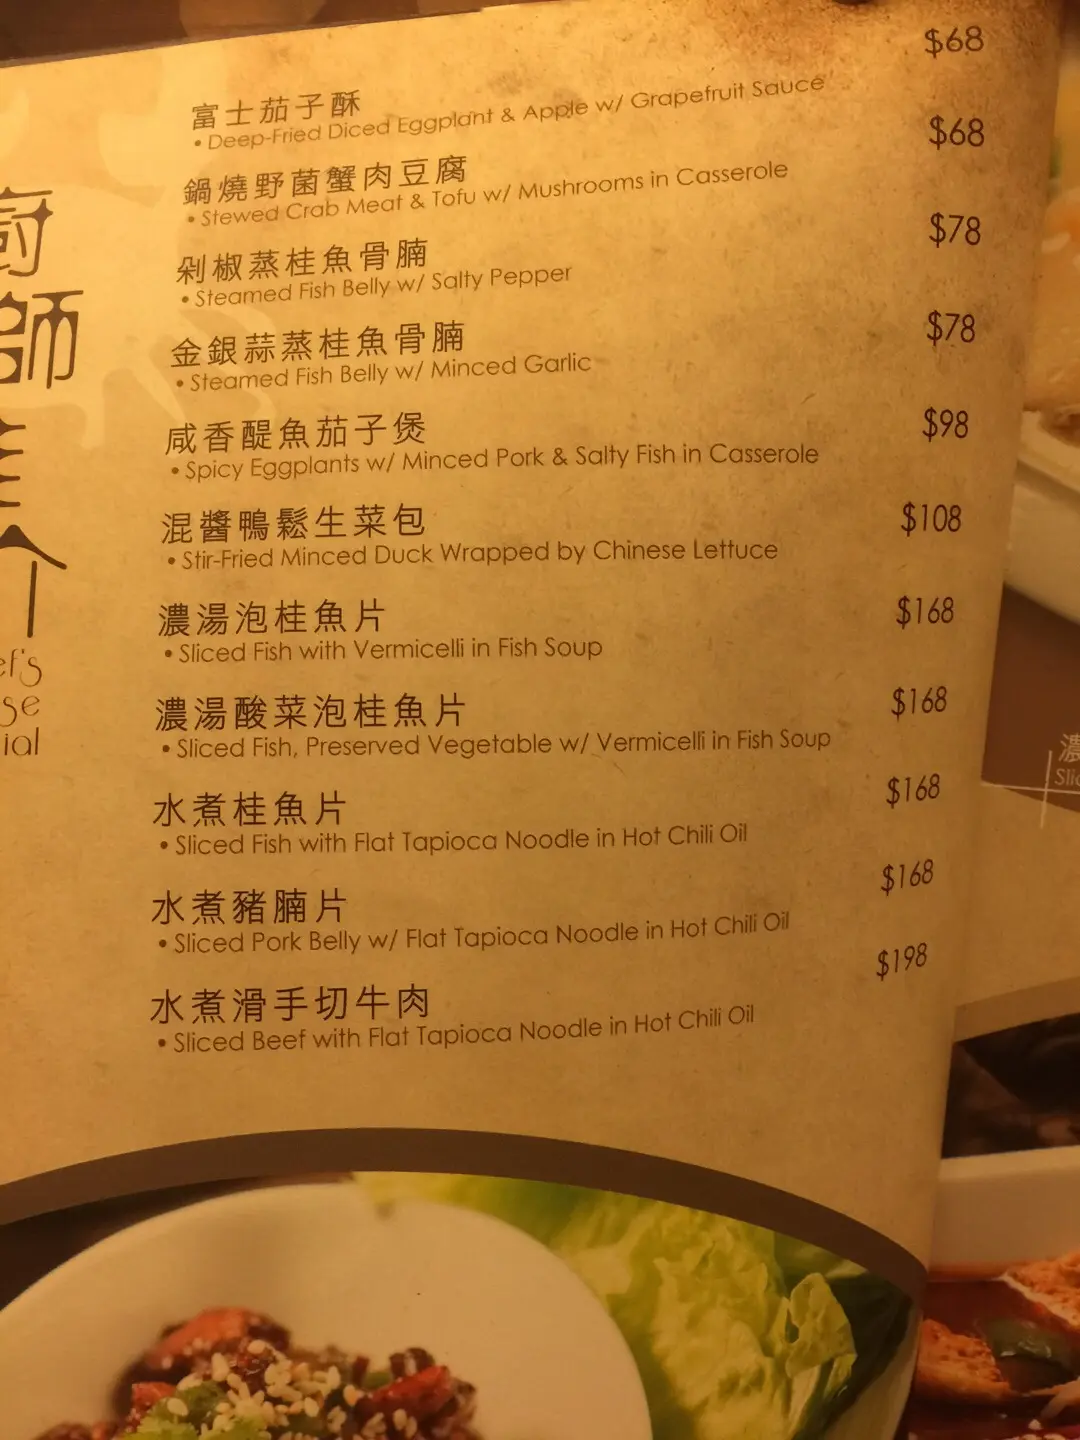 富士茄子酥
$68
• Deep-Fried Diced Eggplant & Apple w/ Grapefruit Sauce
鍋燒野菌蟹肉豆腐
$68
• Stewed Crab Meat & Tofu w/ Mushrooms in Casserole
剁椒蒸桂魚骨腩
$78
• Steamed Fish Belly w/ Salty Pepper
金銀蒜蒸桂魚骨腩
$78
• Steamed Fish Belly w/ Minced Garlic
咸香醍魚茄子煲
$98
• Spicy Eggplants w/ Minced Pork & Salty Fish in Casserole
混醬鴨鬆生菜包
$108
• Stir-Fried Minced Duck Wrapped by Chinese Lettuce
濃湯泡桂魚片
$168
• Sliced Fish with Vermicelli in Fish Soup
濃湯酸菜泡桂魚片
$168
• Sliced Fish, Preserved Vegetable w/ Vermicelli in Fish Soup
水煮桂魚片
$168
• Sliced Fish with Flat Tapioca Noodle in Hot Chili Oil
水煮豬腩片
$168
• Sliced Pork Belly w/ Flat Tapioca Noodle in Hot Chili Oil
水煮滑手切牛肉
$198
• Sliced Beef with Flat Tapioca Noodle in Hot Chili Oil
廚師
ef's
se
ial
濃
Slic